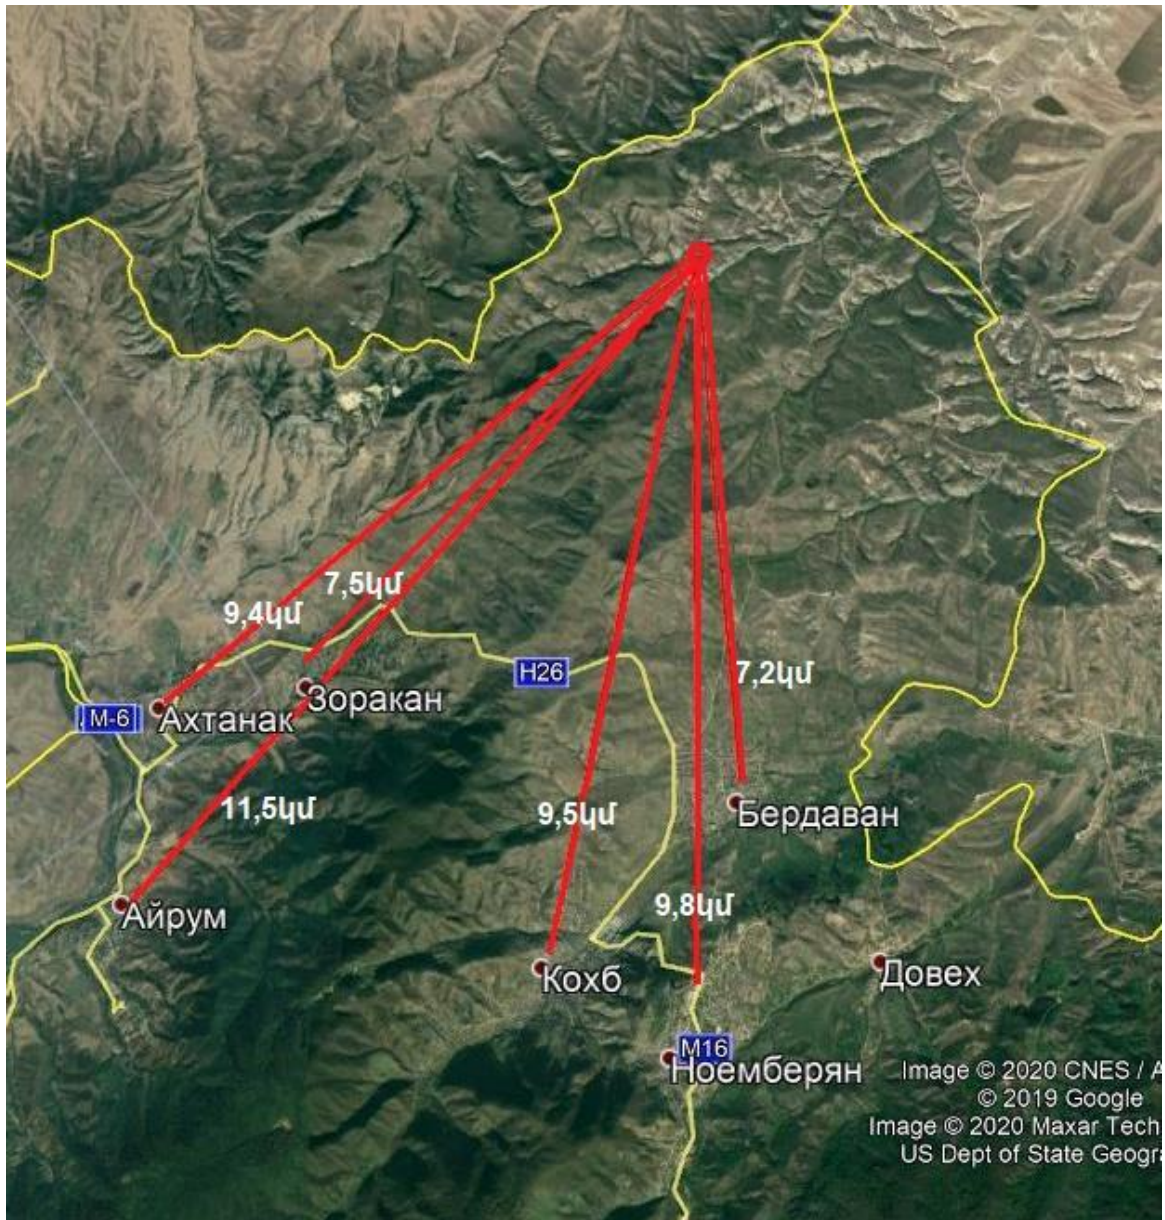 7,5կմ
9,4կմ
H26
7,2կմ
Зоракан
M-6
Ахтанак
11,5կմ
9,5կմ
Бердаван
9,8կմ
Айрум
Кохб
Довех
M16
Ноемберян
Image © 2020 CNES / A
© 2019 Google
Image © 2020 Maxar Tech
US Dept of State Geogra